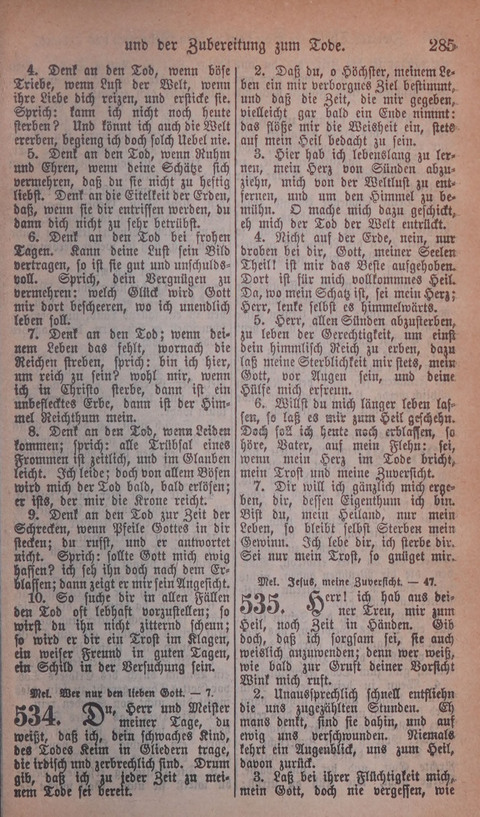 und der Zubereitung zum Tode. 285
4. Denk an den Tod, wenn böse
Triebe, wenn Lust der Welt, wenn
ihre Liebe dich reizen, und ersticke sie.
Sprich: kann ich nicht noch heute
sterben? Und könnt ich auch die Welt
ererben, begieng ich doch solch Uebel nie.
5. Denk an den Tod, wenn Ruhm
und Ehren, wenn deine Schätze sich
vermehren, daß du sie nicht zu heftig
liebst. Denk an die Eitelkeit der Erden,
daß, wenn sie dir entrissen werden, du
dann dich nicht zu sehr betrübst.
6. Denk an den Tod bei frohen
Tagen. Kann deine Lust sein Bild
vertragen, so ist sie gut und unschulds-
voll. Sprich, dein Vergnügen zu
vermehren: welch Glück wird Gott
mir dort bescheeren, wo ich unendlich
leben soll.
7. Denk an den Tod; wenn dei-
nem Leben das fehlt, wornach die
Reichen streben, sprich: bin ich hier,
um reich zu sein? wohl mir, wenn
ich in Christo sterbe, dann ist ein
unbeflecktes Erbe, dann ist der Him-
mel Reichthum mein.
8. Denk an den Tod, wenn Leiden
kommen; sprich: alle Trübsal eines
Frommen ist zeitlich, und im Glauben
leicht. Ich leide; doch von allem Bösen
wird mich der Tod bald, bald erlösen;
er ists, der mir die Krone reicht.
9. Denk an den Tod zur Zeit der
Schrecken, wenn Pfeile Gottes in dir
stecken; du rufst, und er antwortet
nicht. Sprich: sollte Gott mich ewig
hassen? ich seh ihn doch nach dem Er-
blassen; dann zeigt er mir sein Angesicht.
10. So suche dir in allen Fällen
den Tod oft lebhaft vorzustellen; so
wirst du ihn nicht zitternd scheun;
so wird er dir ein Trost im Klagen,
ein weiser Freund in guten Tagen,
ein Schild in der Versuchung sein.
Mel. Wer nur den lieben Gott. — 7.
534. Du, Herr und Meister
meiner Tage, du
weißt, daß ich, dein schwaches Kind,
des Todes Keim in Gliedern trage,
die irdisch und zerbrechlich sind. Drum
gib, daß ich zu jeder Zeit zu mei-
nem Tode sei bereit.
2. Daß du, o Höchster, meinem Le-
ben ein mir verborgnes Ziel bestimmt,
und daß die Zeit, die mir gegeben,
vielleicht gar bald ein Ende nimmt:
das flöße mir die Weisheit ein, stets
auf mein Heil bedacht zu sein.
3. Hier hab ich lebenslang zu ler-
nen, mein Herz von Sünden abzu-
ziehn, mich von der Weltlust zu ent-
fernen, und um den Himmel zu be-
mühn. O mache mich dazu geschickt,
eh mich der Tod der Welt entrückt.
4. Nicht auf der Erde, nein, nur
droben bei dir, Gott, meiner Seelen
Theil! ist mir das Beste aufgehoben.
Dort ist für mich vollkommnes Heil.
Da, wo mein Schatz ist, sei mein Herz;
Herr, lenke selbst es himmelwärts.
5. Herr, allen Sünden abzusterben,
zu leben der Gerechtigkeit, um einst
dein himmlisch Reich zu erben, dazu
laß meine Sterblichkeit mir stets, mein
Gott, vor Augen sein, und deine
Hülfe mich erfreun.
6. Willst du mich länger leben las-
sen, so laß es mir zum Heil geschehn.
Doch soll ich heute noch erblassen, so
höre, Vater, auf mein Flehn: sei,
wenn mein Herz im Tode bricht,
mein Trost und meine Zuversicht.
7. Dir will ich gänzlich mich erge-
ben, dir, dessen Eigenthum ich bin.
Bist du, mein Heiland, nur mein
Leben, so bleibt selbst Sterben mein
Gewinn. Ich lebe dir, ich sterbe dir.
Sei nur mein Trost, so gnüget mir.
Mel. Jesus, meine Zuversicht. — 47.
535. Herr! ich hab aus dei-
ner Treu, mir zum
Heil, noch Zeit in Händen. Gib
doch, daß ich sorgsam sei, sie auch
weislich anzuwenden; denn wer weiß,
wie bald zur Gruft deiner Vorsicht
Wink mich ruft.
2. Unaussprechlich schnell entfliehn
die uns zugezählten Stunden. Eh
mans denkt, sind sie dahin, und auf
ewig uns verschwunden. Niemals
kehrt ein Augenblick, uns zum Heil,
davon zurück.
3. Laß bei ihrer Flüchtigkeit mich,
mein Gott, doch nie vergessen, wie